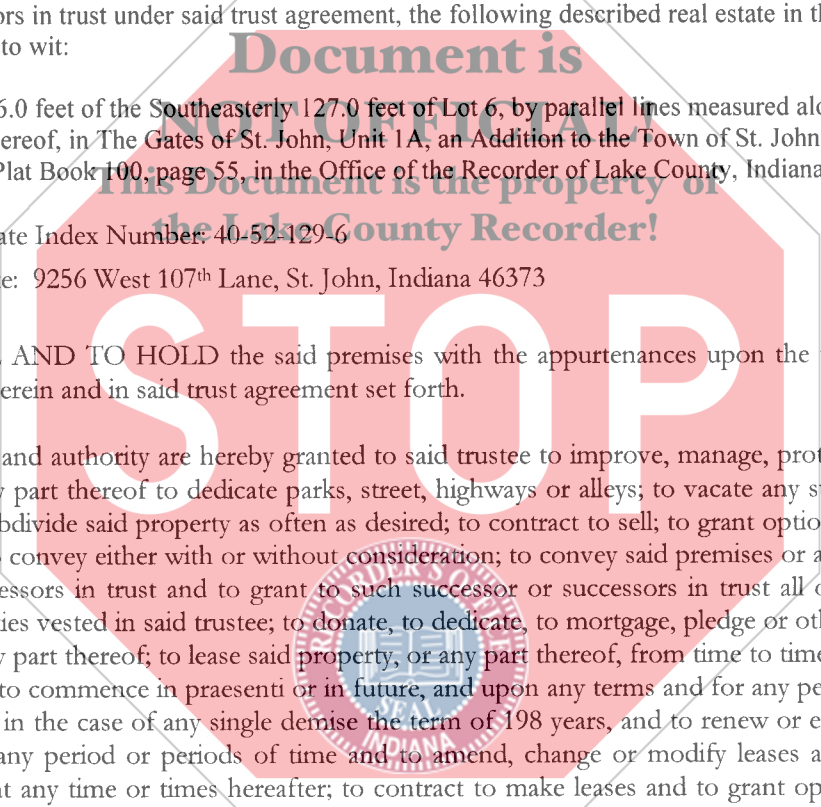 ors in trust under said trust agreement, the following described real estate in th
to wit:
Document is
6.0 feet of the Southeasterly 127.0 feet of Lot 6, by parallel lines measured alo
NOT OFFICIAL!
ereof, in The Gates of St. John, Unit 1A, an Addition to the Town of St. John
Plat Book 100, page 55, in the Office of the Recorder of Lake County, Indiana
This Document is the property of
the Lake County Recorder!
ate Index Number: 40-52-129-6
e: 9256 West 107th Lane, St. John, Indiana 46373
STOP
AND TO HOLD the said premises with the appurtenances upon the
erein and in said trust agreement set forth.
and authority are hereby granted to said trustee to improve, manage, prot
y part thereof to dedicate parks, street, highways or alleys; to vacate any s
bdivide said property as often as desired; to contract to sell; to grant optio
convey either with or without consideration; to convey said premises or a
essors in trust and to grant to such successor or successors in trust all o
ies vested in said trustee; to donate, to dedicate, to mortgage, pledge or oth
y part thereof; to lease said property, or any part thereof, from time to time
to commence in praesenti or in future, and upon any terms and for any pe
in the case of any single demise the term of 198 years, and to renew or e
any period or periods of time and to amend, change or modify leases a
at any time or times hereafter; to contract to make leases and to grant op
RECORDER'S OFFICE
SEAL
INDIANA